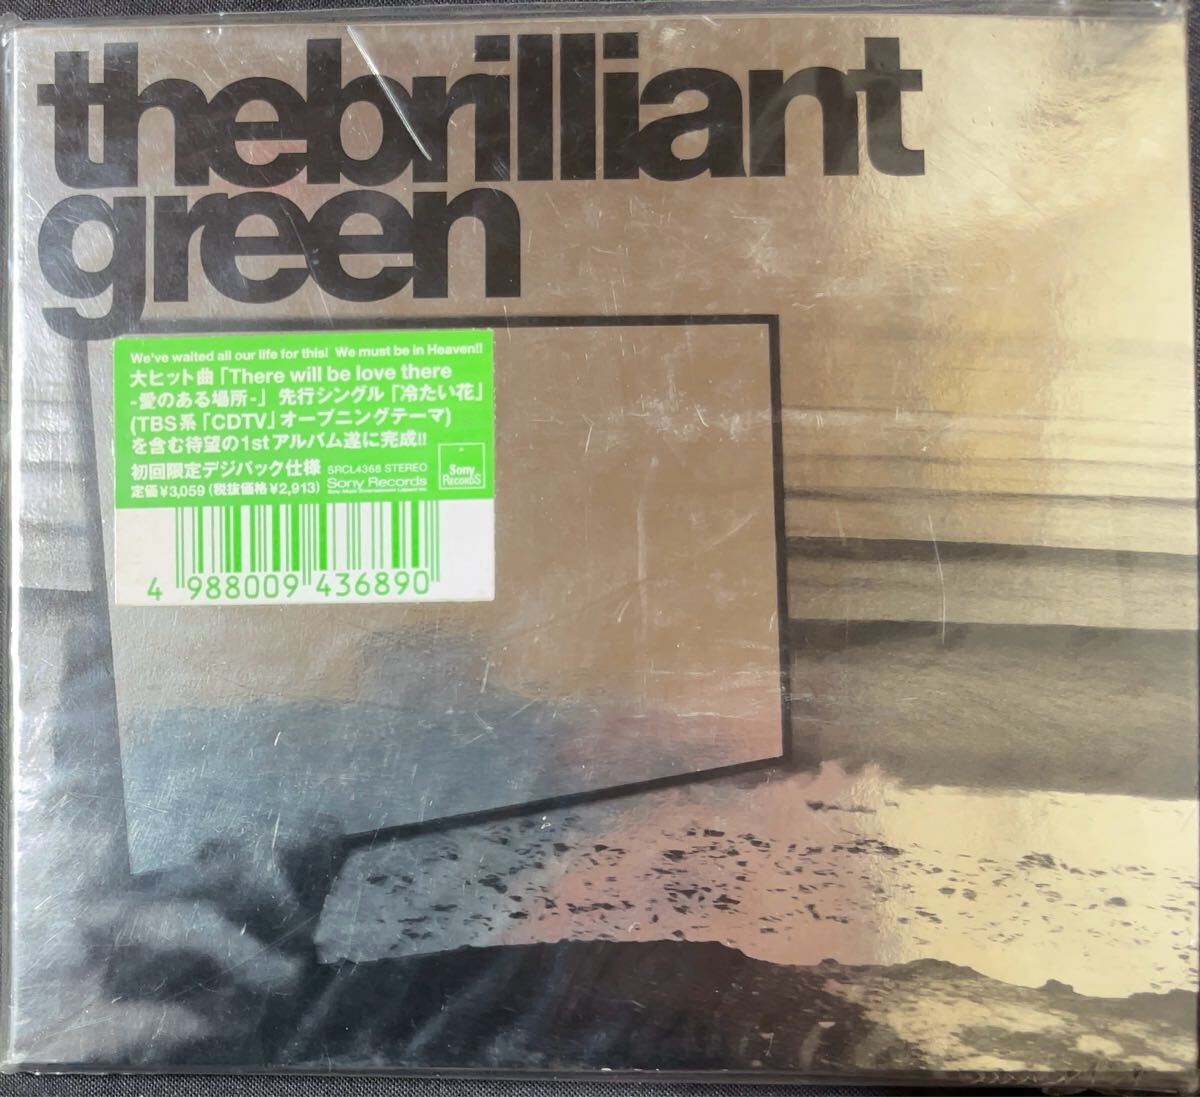 thebrilliant
green
We've waited all our life for this! We must be in Heaven!!
大ヒット曲「There will be love there
-愛のある場所-」 先行シングル「冷たい花」
(TBS系「CDTV」オープニングテーマ)
を含む待望の1stアルバム遂に完成!!
初回限定デジパック仕様 SRCL4368 STEREO
定価¥3,059 (税抜価格¥2,913) Sony Records
Sony
RECORDS
4 988009 436890